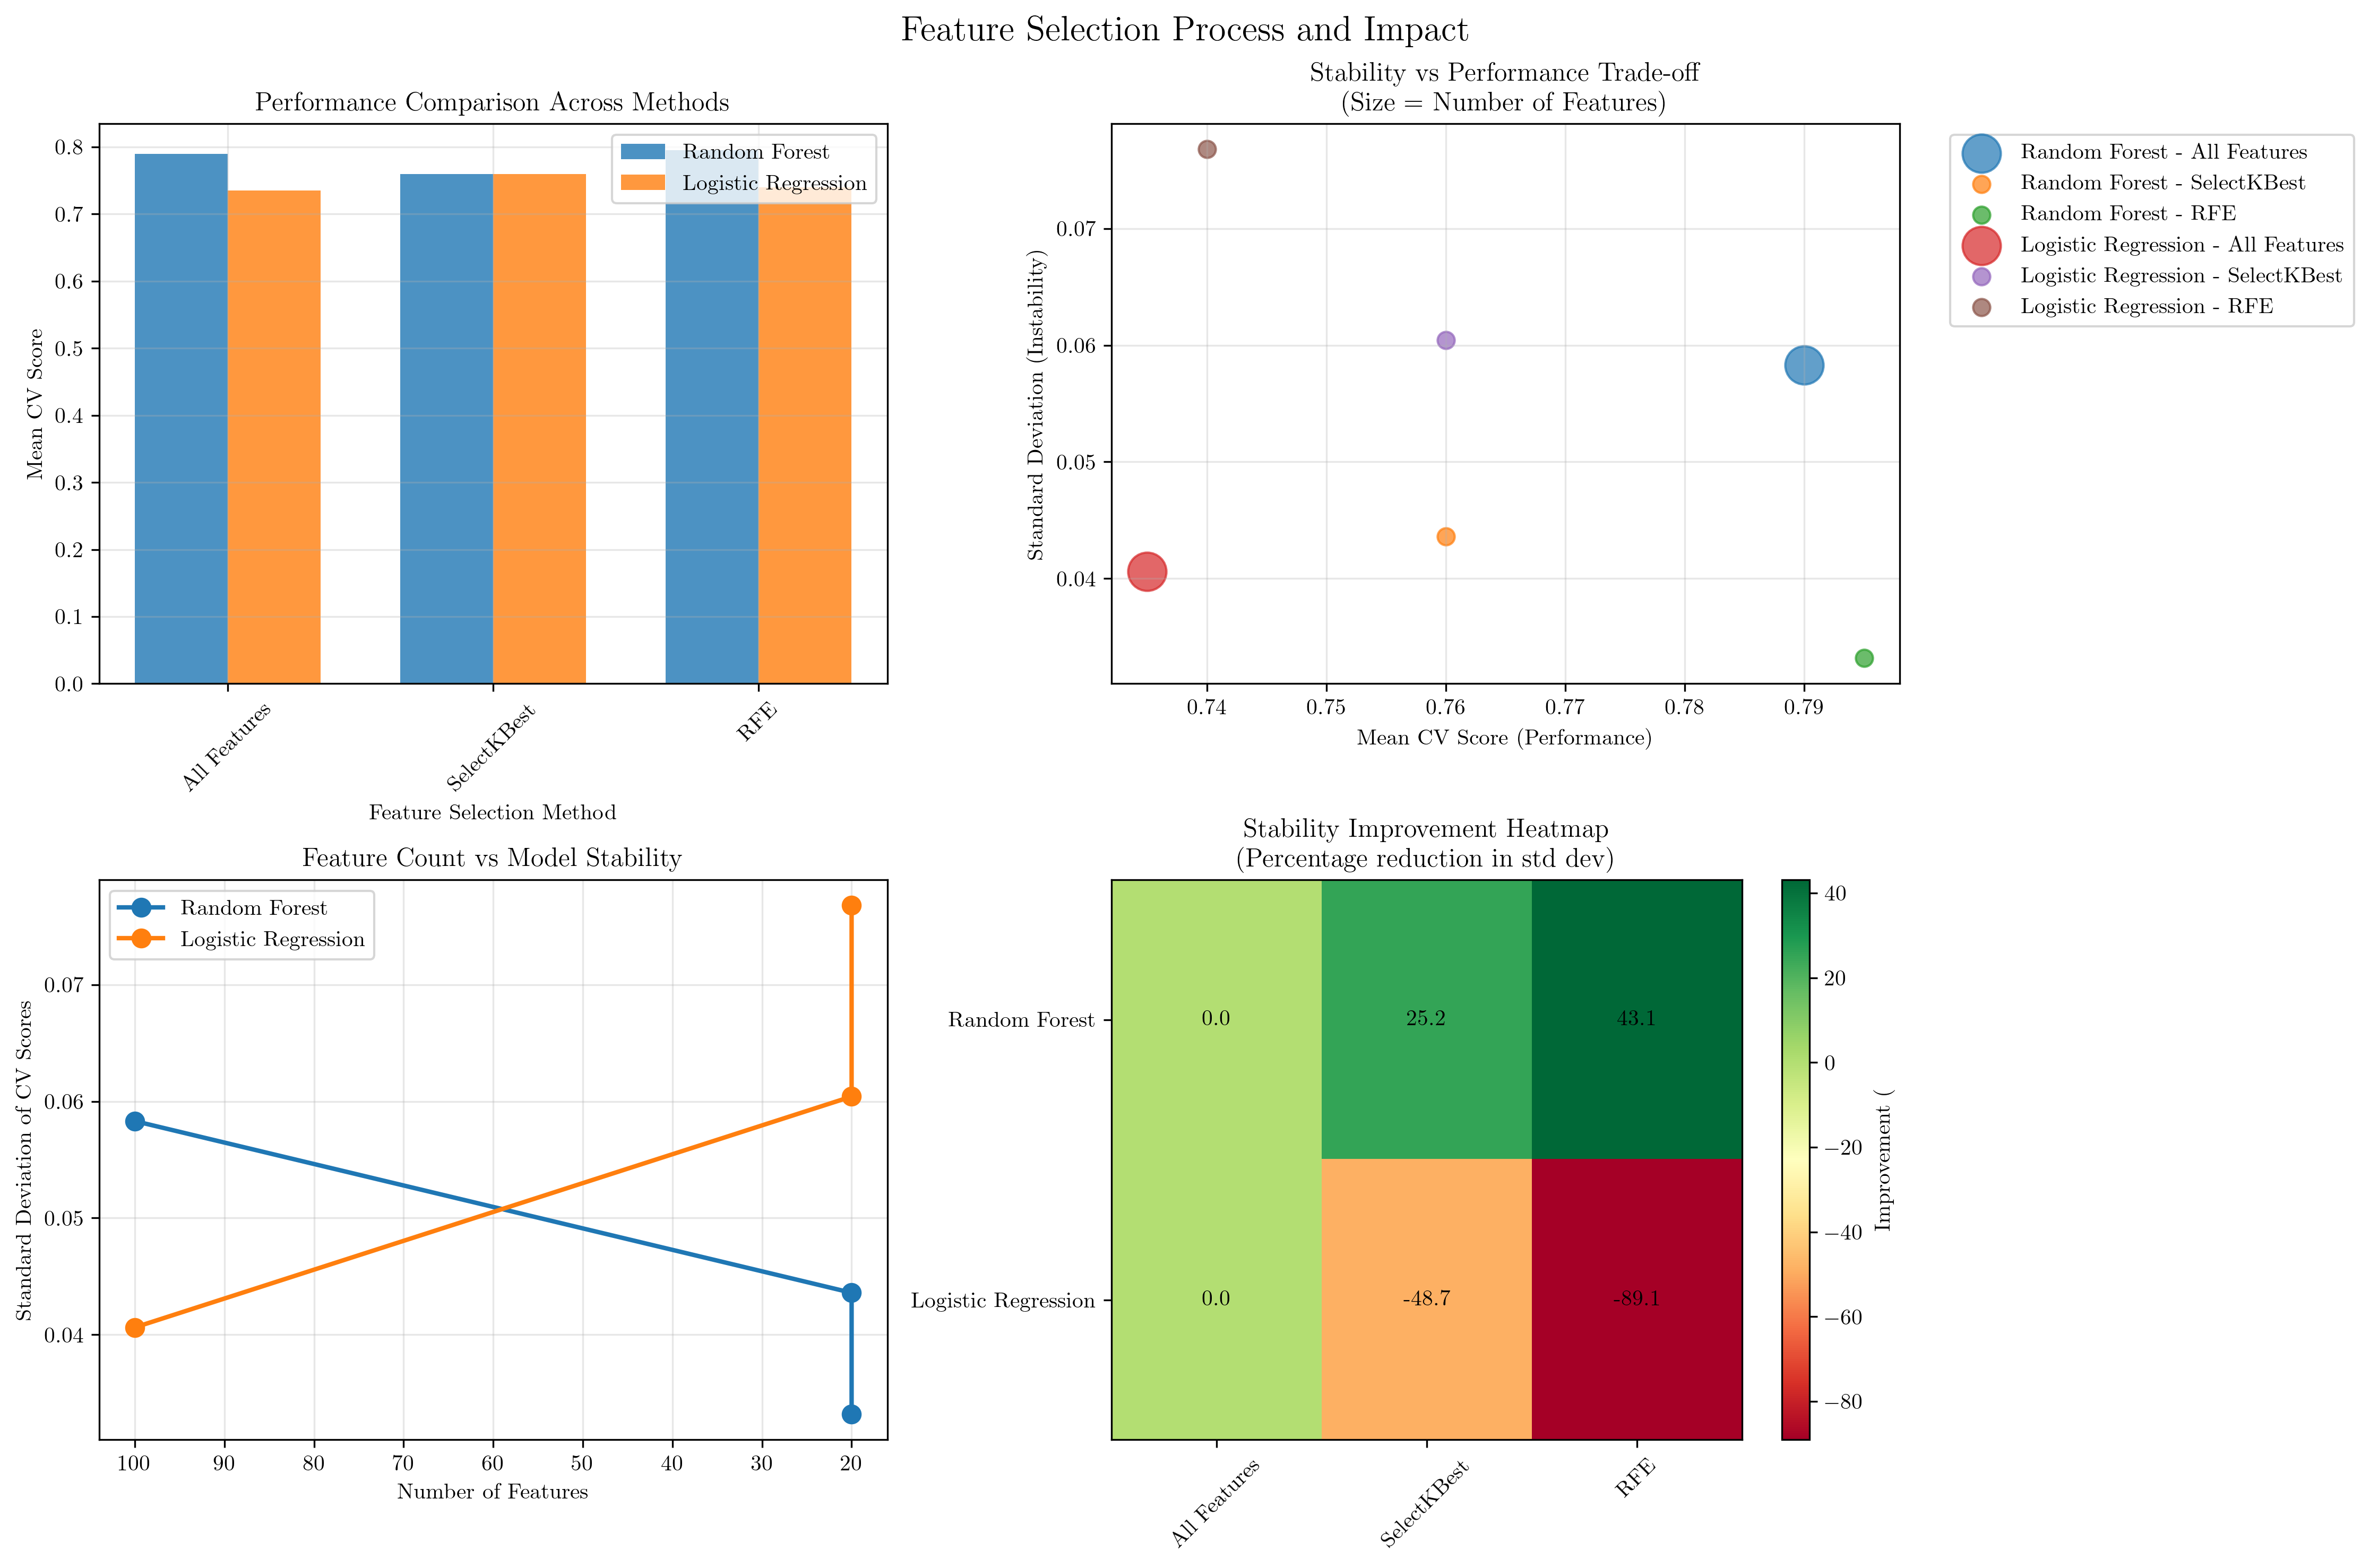 Feature Selection Process and Impact
Performance Comparison Across Methods
Mean CV Score
0.8
0.7
0.6
0.5
0.4
0.3
0.2
0.1
0.0
Random Forest
Logistic Regression
All Features
SelectKBest
RFE
Feature Selection Method
Stability vs Performance Trade-off
(Size = Number of Features)
Standard Deviation (Instability)
0.07
0.06
0.05
0.04
0.74 0.75 0.76 0.77 0.78 0.79
Mean CV Score (Performance)
Random Forest - All Features
Random Forest - SelectKBest
Random Forest - RFE
Logistic Regression - All Features
Logistic Regression - SelectKBest
Logistic Regression - RFE
Feature Count vs Model Stability
Standard Deviation of CV Scores
0.07
0.06
0.05
0.04
Random Forest
Logistic Regression
100 90 80 70 60 50 40 30 20
Number of Features
Stability Improvement Heatmap
(Percentage reduction in std dev)
Random Forest
0.0 25.2 43.1
Logistic Regression
0.0 -48.7 -89.1
All Features
SelectKBest
RFE
40
20
0
−20
−40
−60
−80
Improvement (